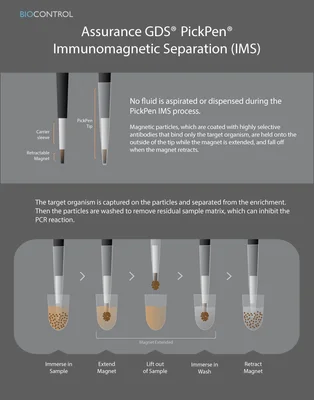 BIOCONTROL
Assurance GDS® PickPen®
Immunomagnetic Separation (IMS)
PickPen
Tip
Carrier
sleeve
Retractable
Magnet
No fluid is aspirated or dispensed during the
PickPen IMS process.
Magnetic particles, which are coated with highly selective
antibodies that bind only the target organism, are held onto the
outside of the tip while the magnet is extended, and fall off
when the magnet retracts.
The target organism is captured on the particles and separated from the enrichment.
Then the particles are washed to remove residual sample matrix, which can inhibit the
PCR reaction.
Magnet Extended
Immerse in
Sample
Extend
Magnet
Lift out
of Sample
Immerse in
Wash
Retract
Magnet